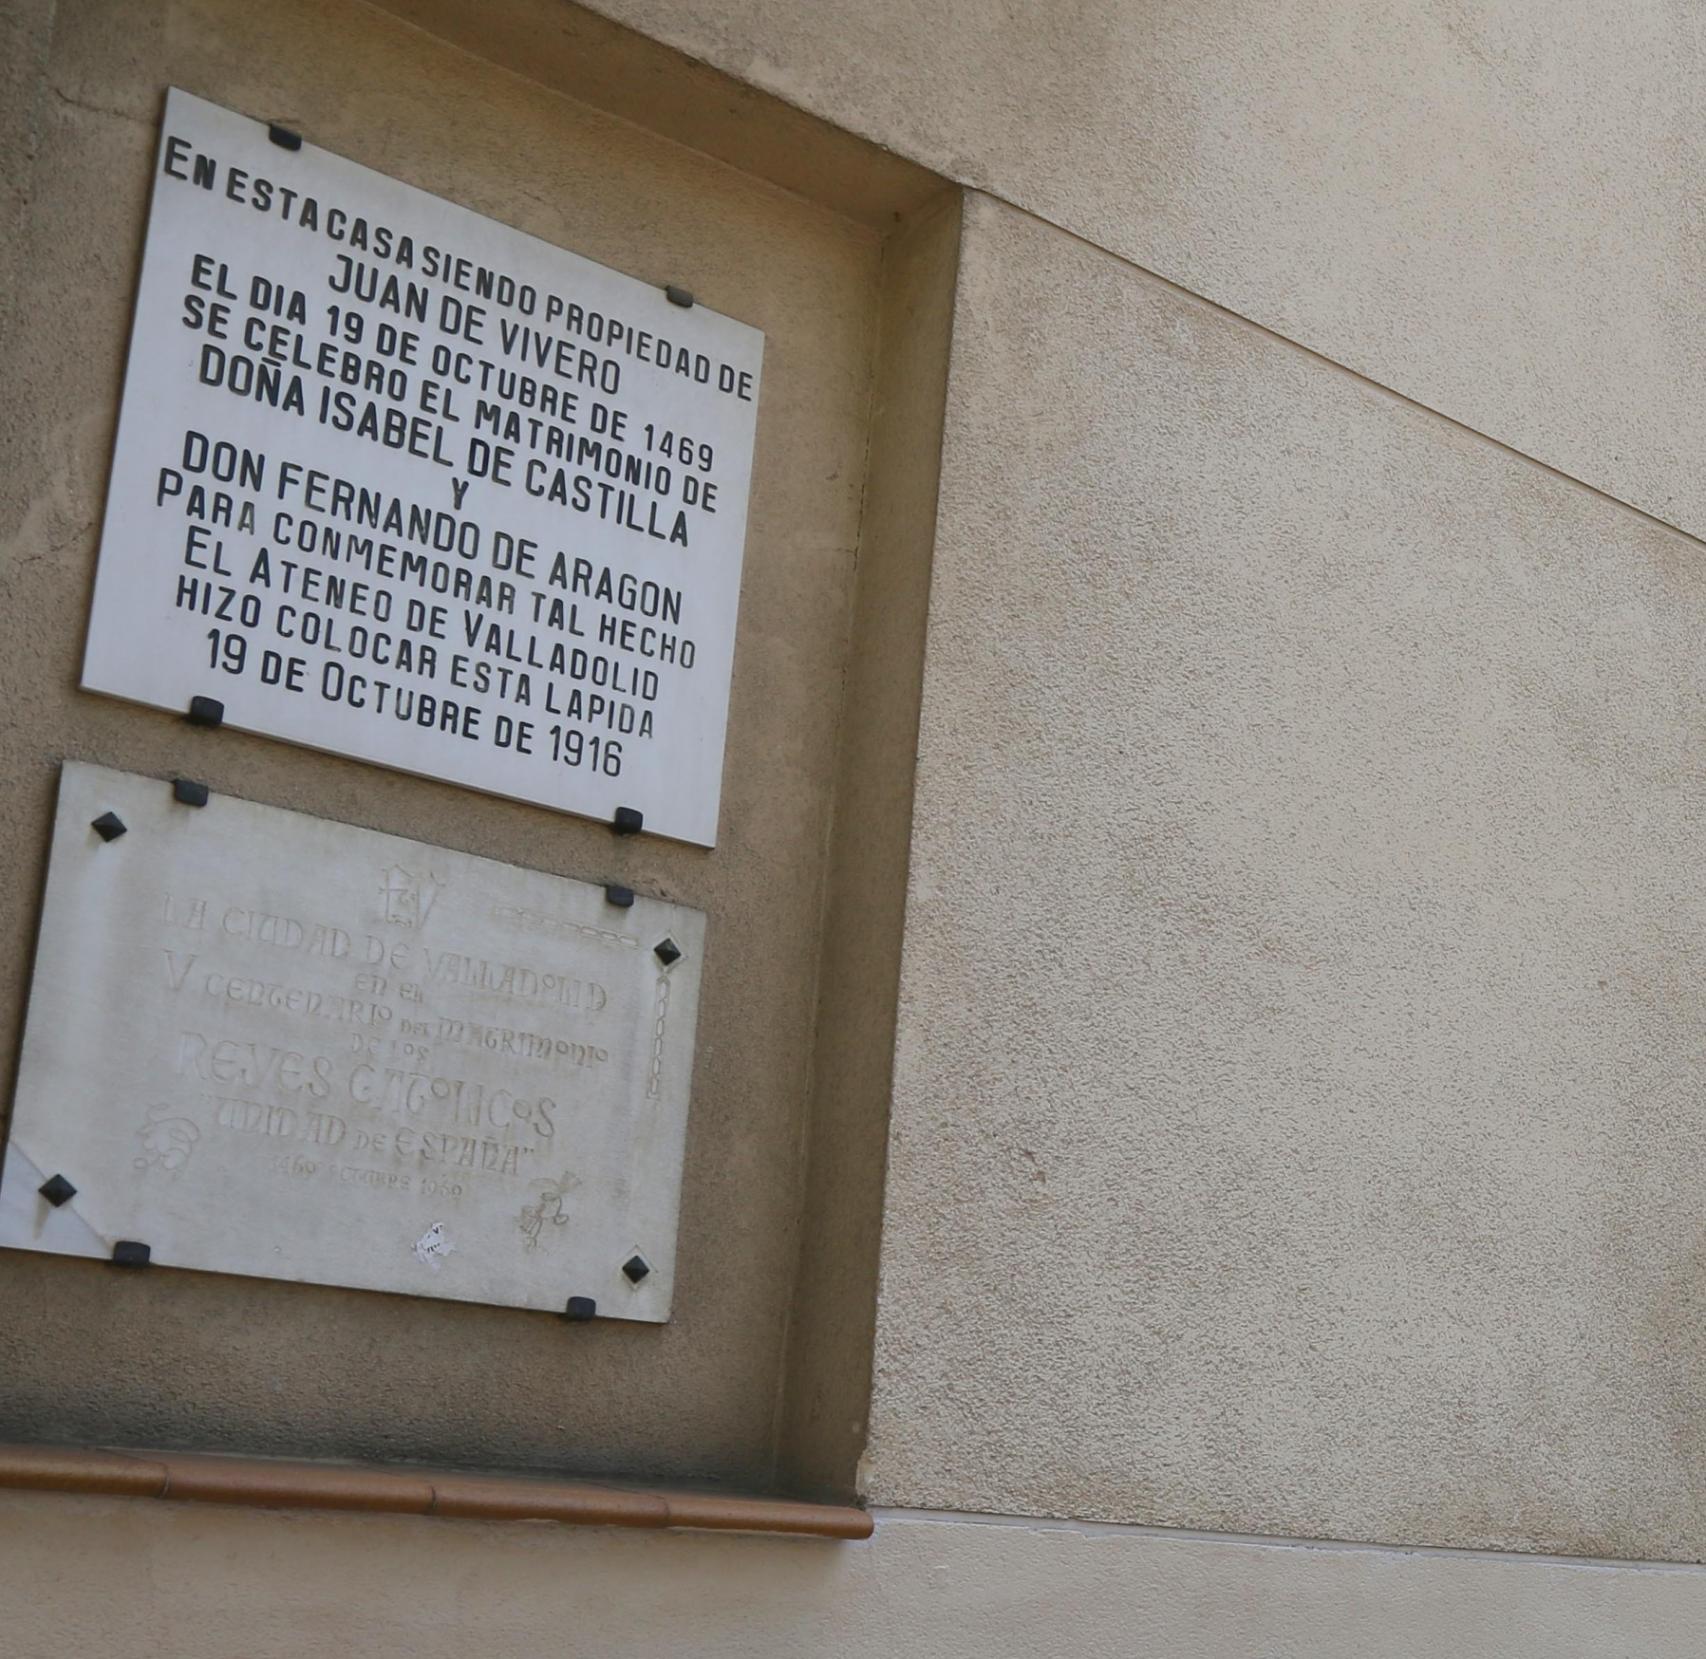 EN ESTA CASA SIENDO PROPIEDAD DE
JUAN DE VIVERO
EL DIA 19 DE OCTUBRE DE 1469
SE CELEBRO EL MATRIMONIO DE
DOÑA ISABEL DE CASTILLA
Y
DON FERNANDO DE ARAGON
PARA CONMEMORAR TAL HECHO
EL ATENEO DE VALLADOLID
HIZO COLOCAR ESTA LAPIDA
19 DE OCTUBRE DE 1916
LA CIUDAD DE VALLADOLID
EN EL
V CENTENARIO DEL MATRIMONIO
DE LOS
REYES CATOLICOS
"UNIDAD DE ESPAÑA"
1469 OCTUBRE 1969